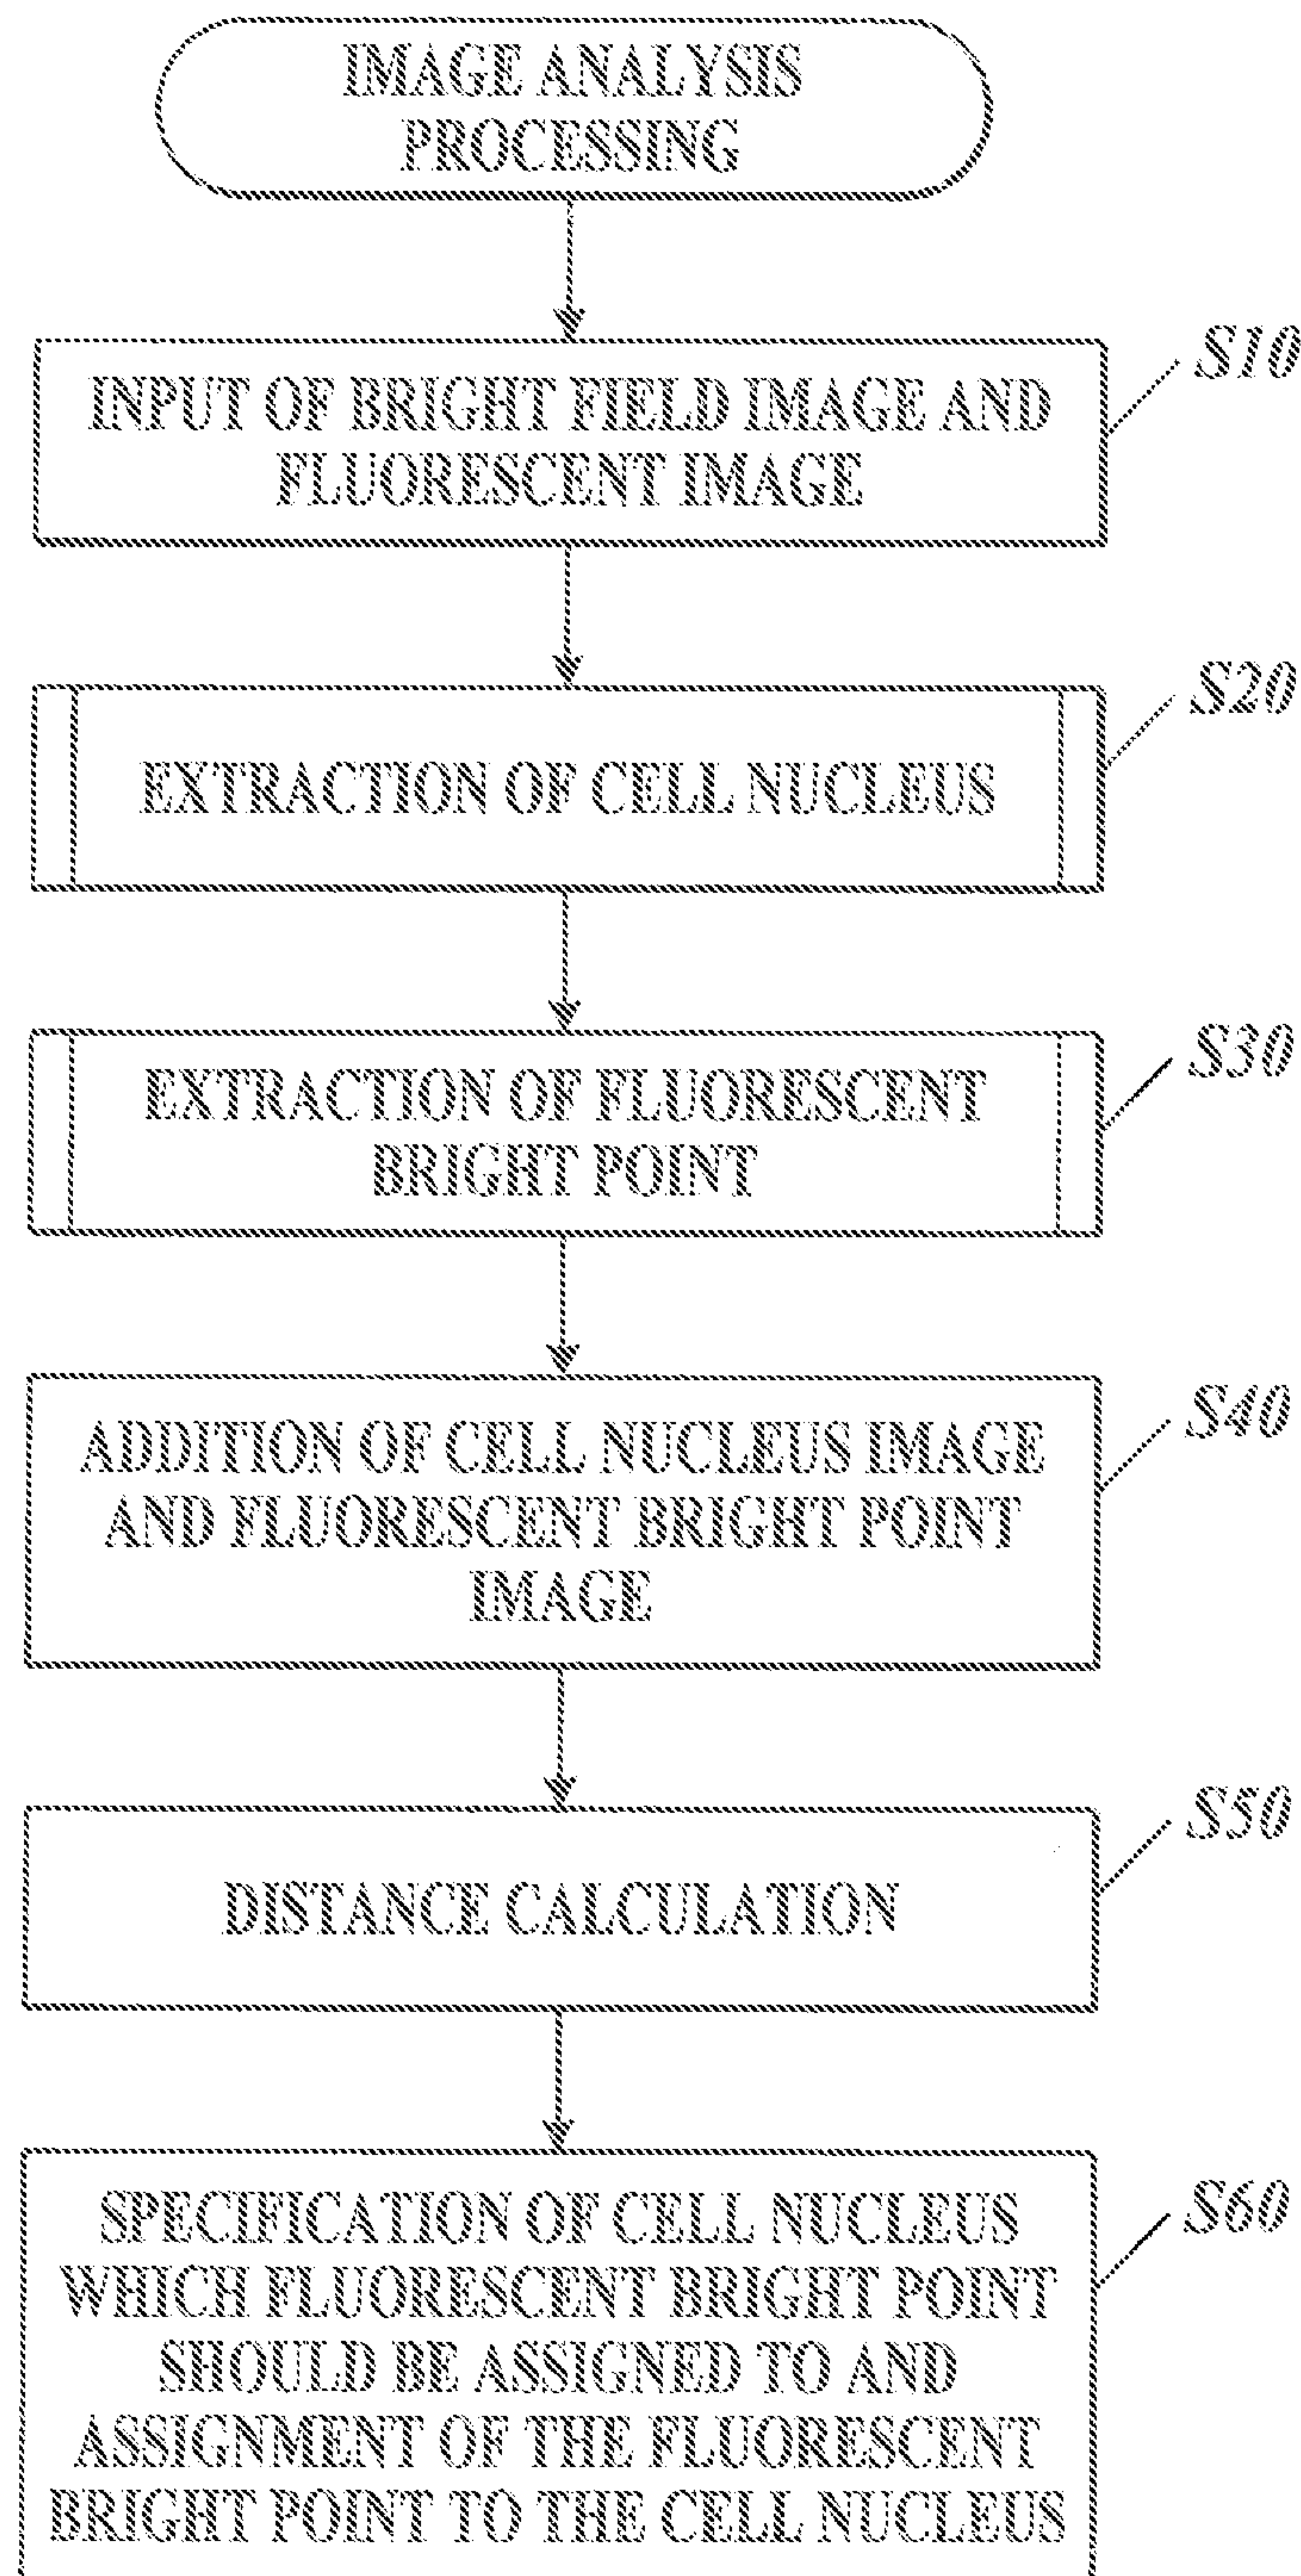 IMAGE ANALYSIS
PROCESSING
S10
INPUT OF BRIGHT FIELD IMAGE AND
FLUORESCENT IMAGE
S20
EXTRACTION OF CELL NUCLEUS
S30
EXTRACTION OF FLUORESCENT
BRIGHT POINT
S40
ADDITION OF CELL NUCLEUS IMAGE
AND FLUORESCENT BRIGHT POINT
IMAGE
S50
DISTANCE CALCULATION
S60
SPECIFICATION OF CELL NUCLEUS
WHICH FLUORESCENT BRIGHT POINT
SHOULD BE ASSIGNED TO AND
ASSIGNMENT OF THE FLUORESCENT
BRIGHT POINT TO THE CELL NUCLEUS